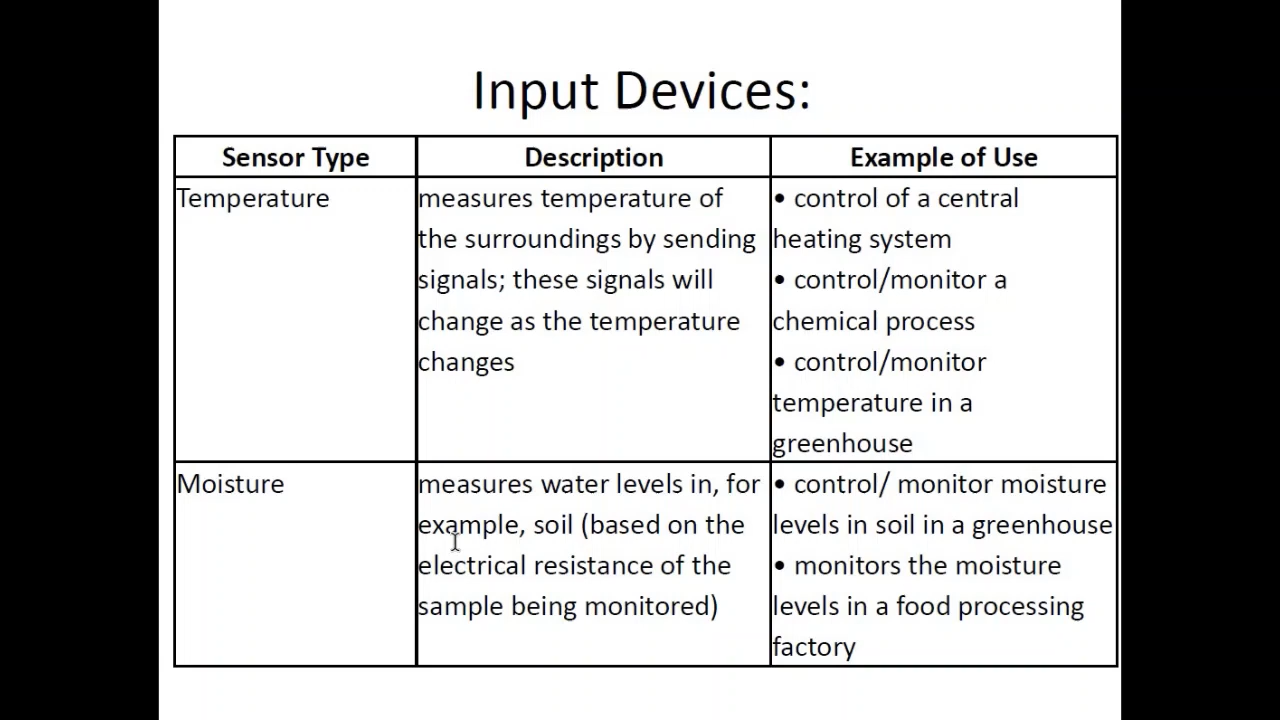 Input Devices:
Sensor Type
Description
Example of Use
Temperature
measures temperature of
the surroundings by sending
signals; these signals will
change as the temperature
changes
• control of a central
heating system
• control/monitor a
chemical process
• control/monitor
temperature in a
greenhouse
Moisture
measures water levels in, for
example, soil (based on the
electrical resistance of the
sample being monitored)
• control/ monitor moisture
levels in soil in a greenhouse
• monitors the moisture
levels in a food processing
factory